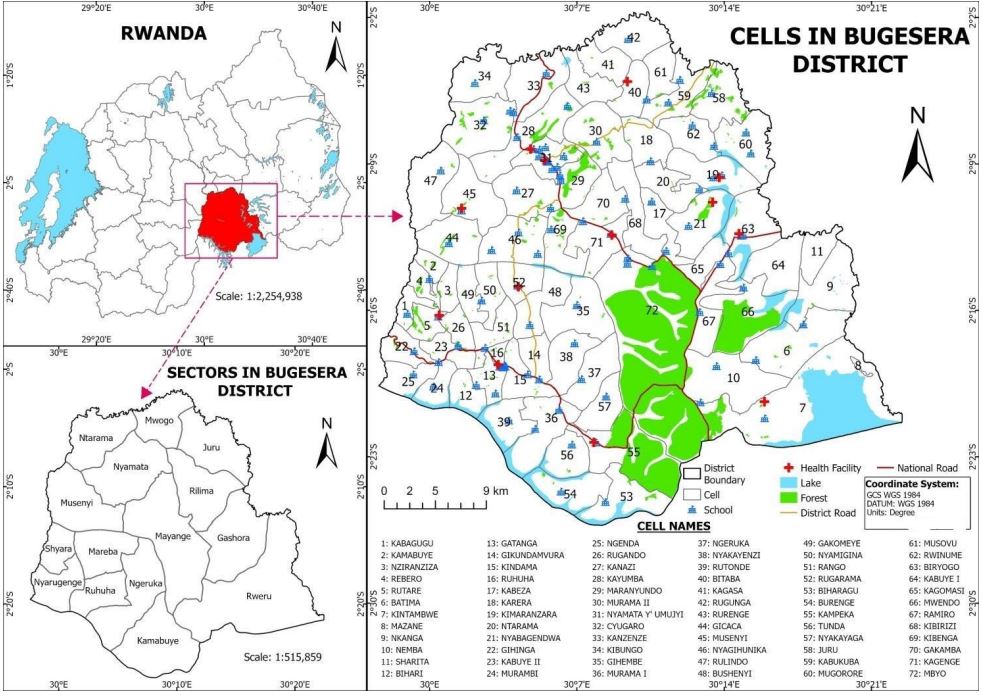 29°20'E 30°0'E 30°40'E
RWANDA
N
1°20'S
2°S
2°40'S
Scale: 1:2,254,938
30°E 30°10'E 30°20'E
SECTORS IN BUGESERA
DISTRICT
N
2°S
2°10'S
2°20'S
Mwogo
Ntarama
Juru
Nyamata
Rilima
Musenyi
Mayange
Gashora
Shyara
Mareba
Nyarugenge
Ruhuha
Ngeruka
Rweru
Kamabuye
Scale: 1:515,859
30°0'E 30°10'E 30°20'E
30°0'E 30°7'E 30°14'E 30°21'E
CELLS IN BUGESERA
DISTRICT
N
2°2'S
2°9'S
2°16'S
2°23'S
2°30'S
42
41
61
34
33
43
40
59
58
32
28
30
62
18
60
31
47
29
20
19
45
27
70
17
68
21
69
46
71
63
44
11
2
65
64
4
3
52
9
49
50
48
1
35
72
66
5
26
51
67
22
23
16
14
38
6
25
24
13
15
37
10
8
12
57
7
39
36
56
55
54
53
0 2 4 9 km
District
Boundary
Cell
School
Health Facility
Lake
Forest
District Road
National Road
Coordinate System:
GCS WGS 1984
DATUM: WGS 1984
Units: Degree
CELL NAMES
1: KABAGUGU
2: KAMABUYE
3: NZIRANZIZA
4: REBERO
5: RUTARE
6: BATIMA
7: KINTAMBWE
8: MAZANE
9: NKANGA
10: NEMBA
11: SHARITA
12: BIHARI
13: GATANGA
14: GIKUNDAMVURA
15: KINDAMA
16: RUHUHA
17: KABEZA
18: KARERA
19: KIMARANZARA
20: NTARAMA
21: NYABAGENDWA
22: GIHINGA
23: KABUYE II
24: MURAMBI
25: NGENDA
26: RUGANDO
27: KANAZI
28: KAYUMBA
29: MARANYUNDO
30: MURAMA II
31: NYAMATA Y' UMUJYI
32: CYUGARO
33: KANZENZE
34: KIBUNGO
35: GIHEMBE
36: MURAMA I
37: NGERUKA
38: NYAKAYENZI
39: RUTONDE
40: BITABA
41: KAGASA
42: RUGUNGA
43: RURENGE
44: GICACA
45: MUSENYI
46: NYAGIHUNIKA
47: RULINDO
48: BUSHENYI
49: GAKOMEYE
50: NYAMIGINA
51: RANGO
52: RUGARAMA
53: BIHARAGU
54: BURENGE
55: KAMPEKA
56: TUNDA
57: NYAKAYAGA
58: JURU
59: KABUKUBA
60: MUGORORE
61: MUSOVU
62: RWINUME
63: BIRYOGO
64: KABUYE I
65: KAGOMASI
66: MWENDO
67: RAMIRO
68: KIBIRIZI
69: KIBENGA
70: GAKAMBA
71: KAGENGE
72: MBYO
30°0'E 30°7'E 30°14'E 30°21'E